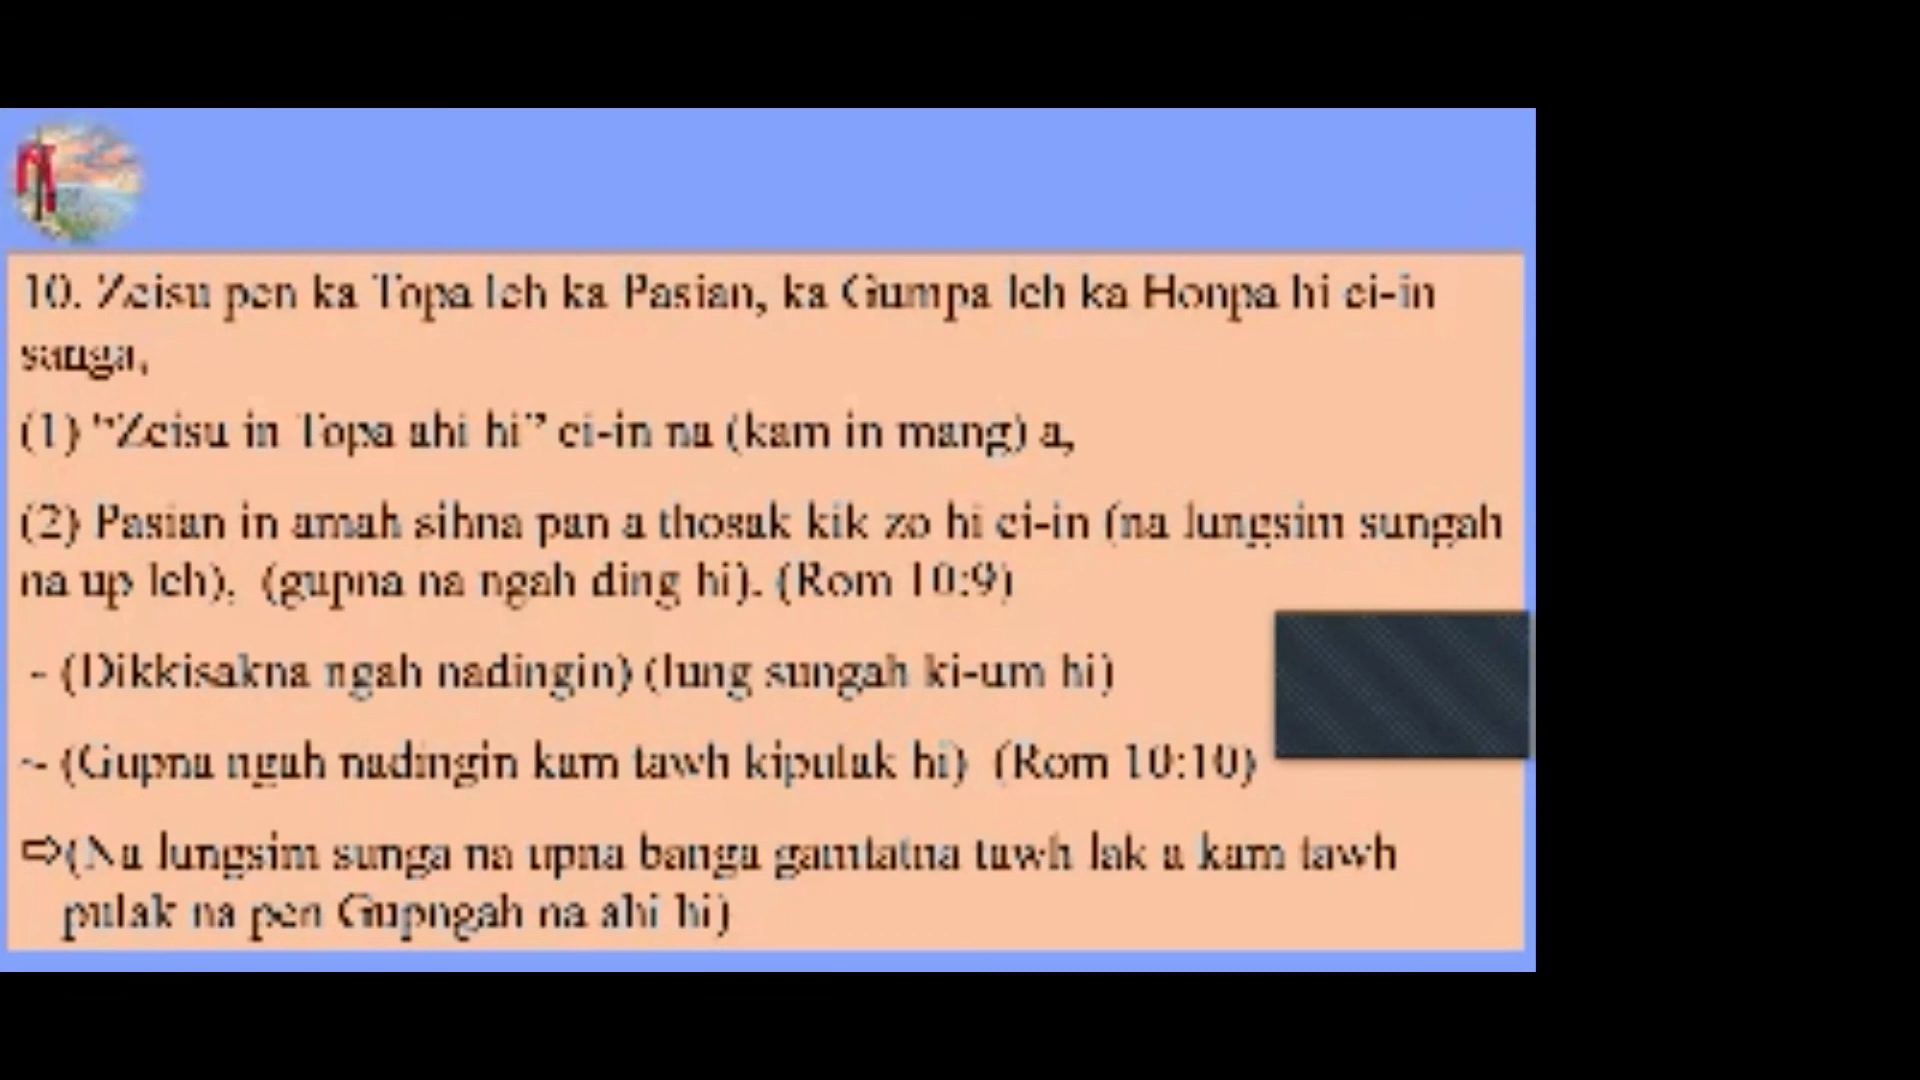 10. Zeisu pen ka Topa leh ka Pasian, ka Gumpa leh ka Honpa hi ci-in
sanga,
(1) “Zeisu in Topa ahi hi” ci-in na (kam in mang) a,
(2) Pasian in amah sihna pan a thosak kik zo hi ci-in (na lungsim sungah
na up leh), (gupna na ngah ding hi). (Rom 10:9)
- (Dikkisakna ngah nadingin) (lung sungah ki-um hi)
- (Gupna ngah nadingin kam tawh kipulak hi) (Rom 10:10)
⇨(Na lungsim sunga na upna banga gamtatna tawh lak a kam tawh
pulak na pen Gupngah na ahi hi)